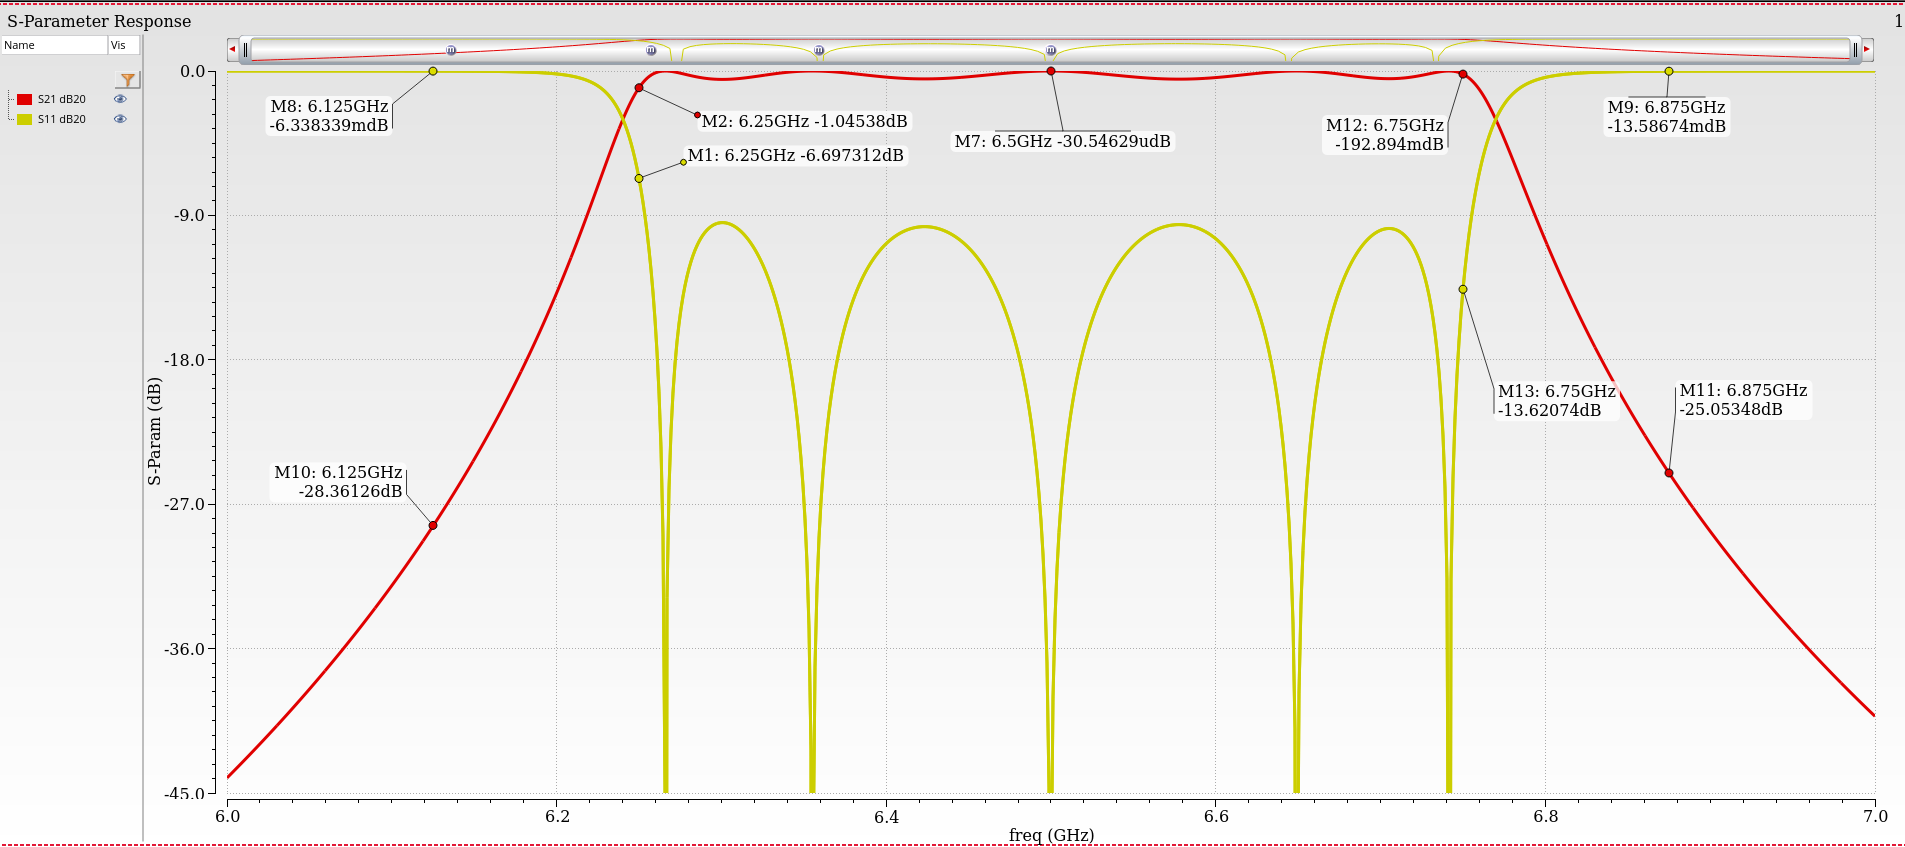 S-Parameter Response
1
Name
Vis
S21 dB20
S11 dB20
m
m
m
m
0.0
-9.0
-18.0
-27.0
-36.0
-45.0
S-Param (dB)
M8: 6.125GHz
-6.338339mdB
M2: 6.25GHz -1.04538dB
M1: 6.25GHz -6.697312dB
M7: 6.5GHz -30.54629udB
M12: 6.75GHz
-192.894mdB
M9: 6.875GHz
-13.58674mdB
M13: 6.75GHz
-13.62074dB
M11: 6.875GHz
-25.05348dB
M10: 6.125GHz
-28.36126dB
6.0
6.2
6.4
6.6
6.8
7.0
freq (GHz)